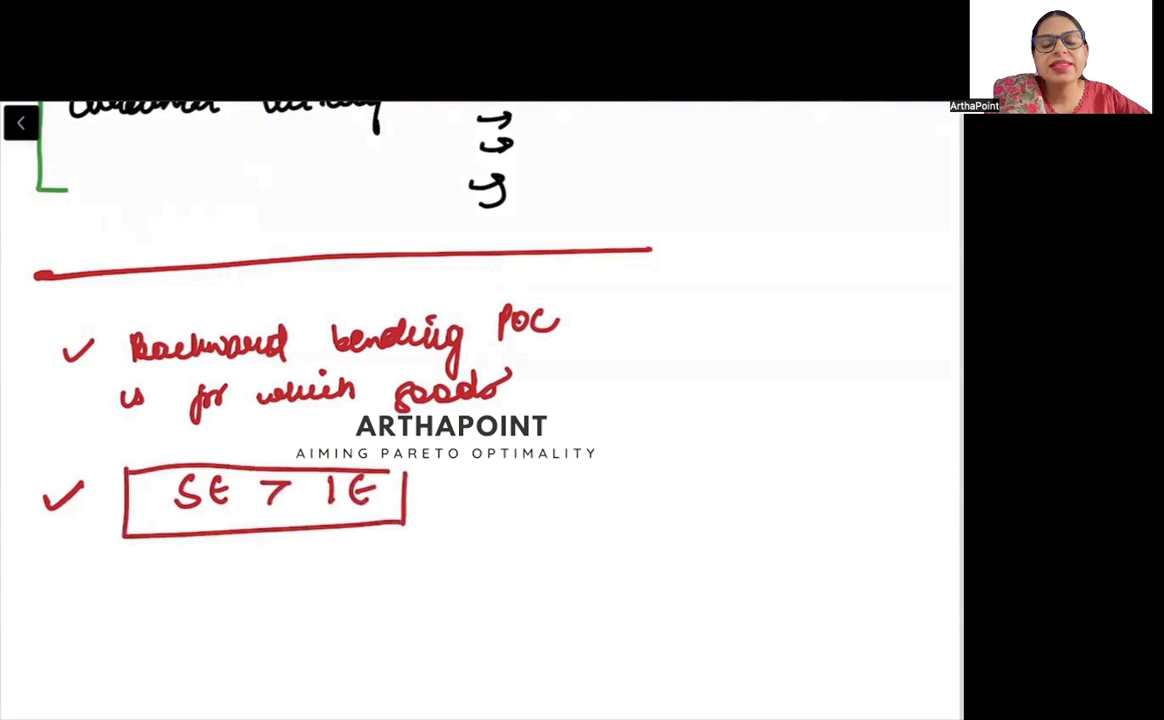 ArthaPoint
Backward bending POC
is for which goods
ARTHAPOINT
AIMING PARETO OPTIMALITY
SE > IE